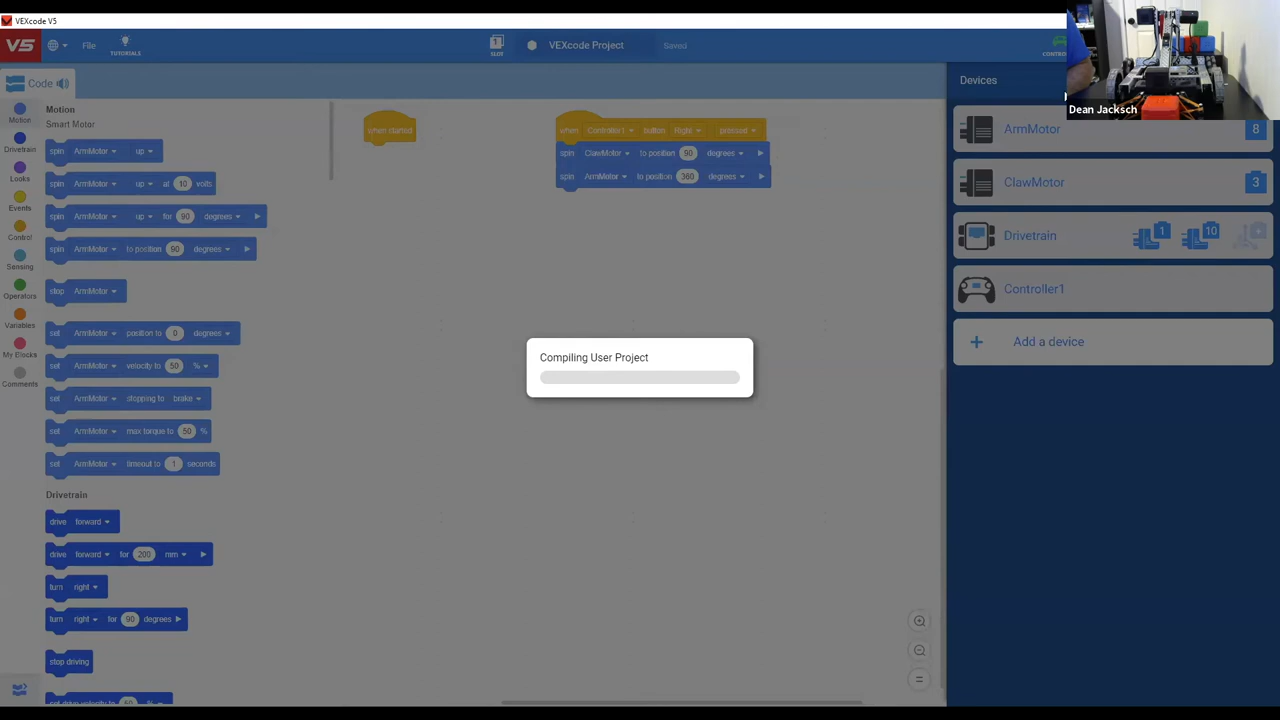 VEXcode V5
V5
File
TUTORIALS
1
SLOT
VEXcode Project
Saved
Dean Jacksch
Code
Motion
Drivetrain
Looks
Events
Control
Sensing
Operators
Variables
My Blocks
Comments
Motion
Smart Motor
spin ArmMotor up
spin ArmMotor up at 10 volts
spin ArmMotor up for 90 degrees
spin ArmMotor to position 90 degrees
stop ArmMotor
set ArmMotor position to 0 degrees
set ArmMotor velocity to 50 %
set ArmMotor stopping to brake
set ArmMotor max torque to 50 %
set ArmMotor timeout to 1 seconds
Drivetrain
drive forward
drive forward for 200 mm
turn right
turn right for 90 degrees
stop driving
set drive velocity to 50 %
when started
when Controller1 button Right pressed
spin ClawMotor to position 90 degrees
spin ArmMotor to position 360 degrees
Compiling User Project
Devices
ArmMotor 8
ClawMotor 3
Drivetrain 1 10
Controller1
+ Add a device